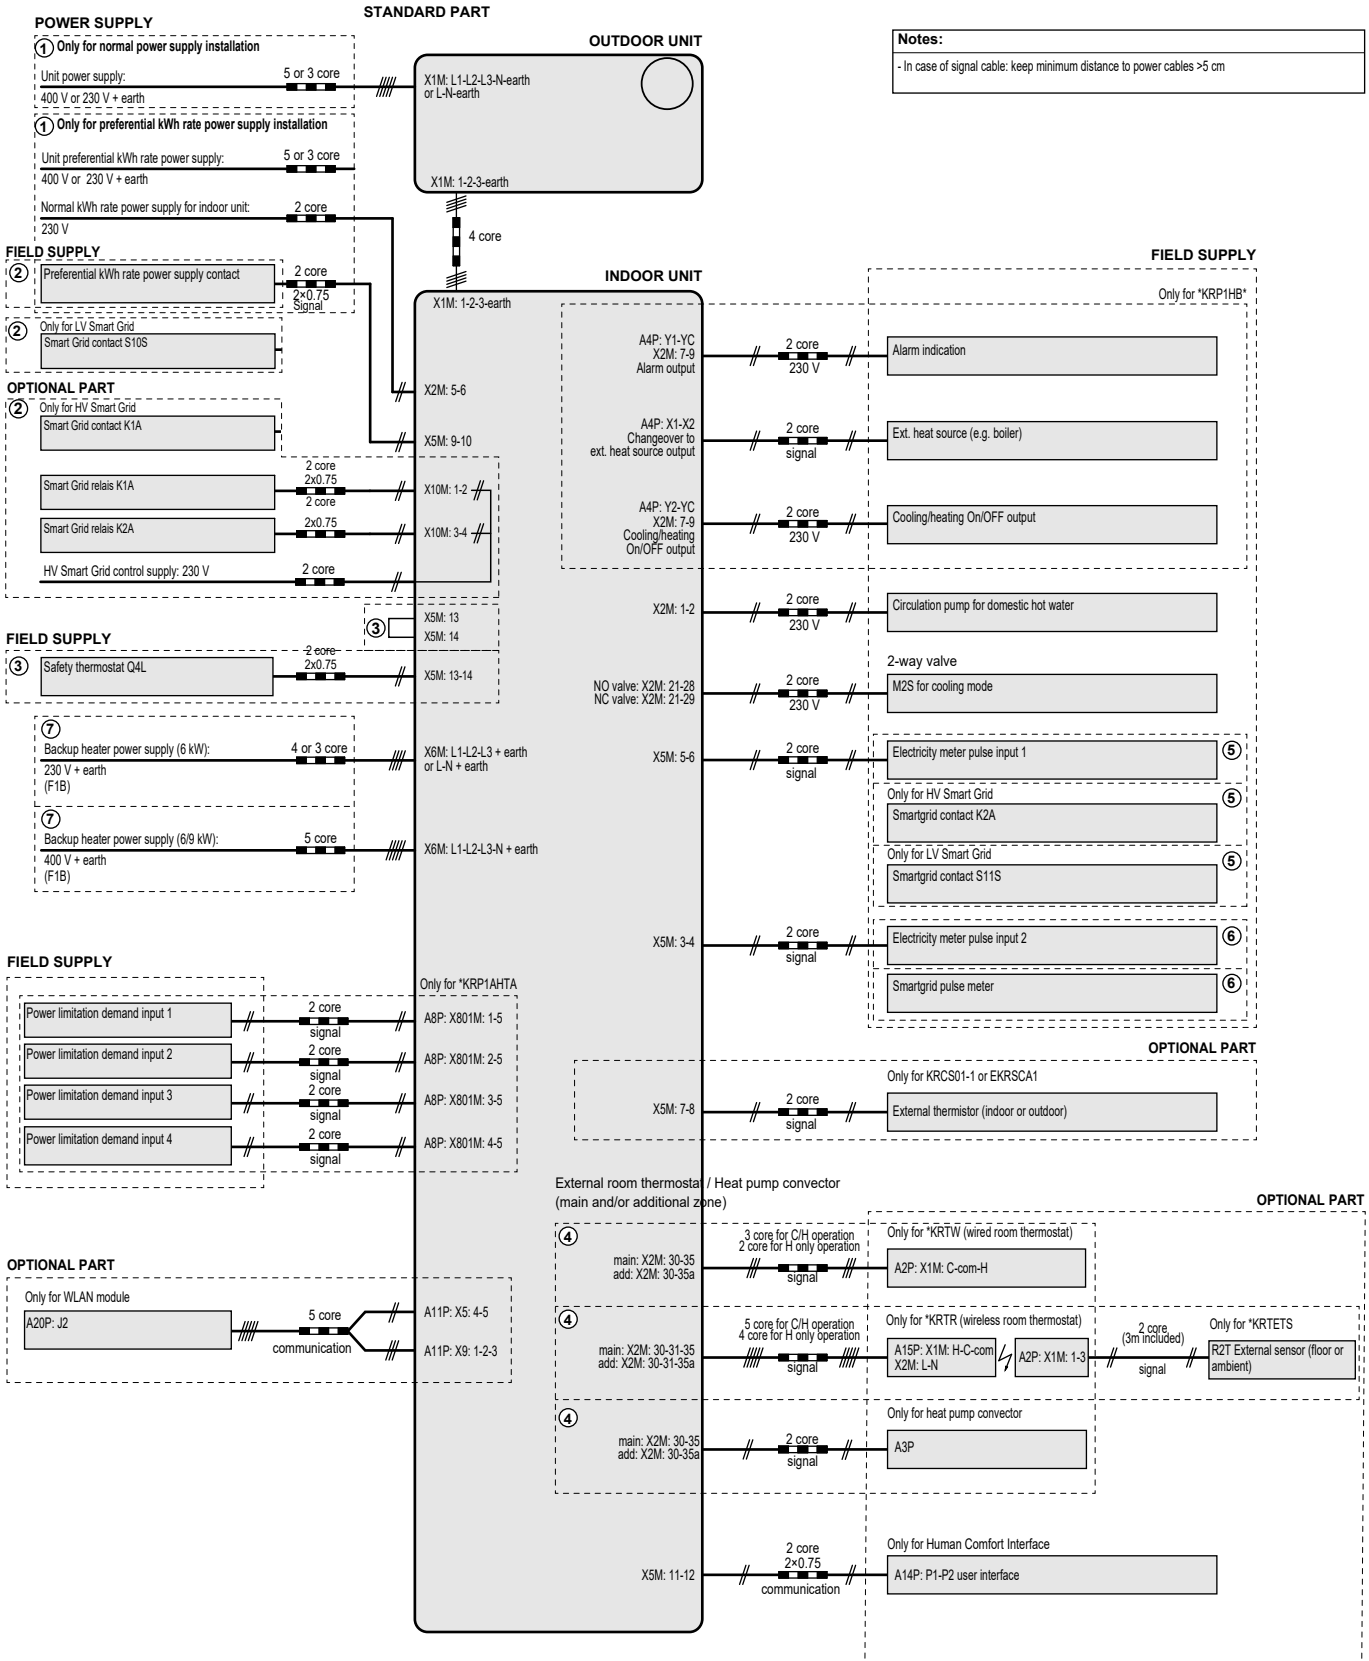 STANDARD PART
POWER SUPPLY
① Only for normal power supply installation
Unit power supply:
5 or 3 core
400 V or 230 V + earth
① Only for preferential kWh rate power supply installation
Unit preferential kWh rate power supply:
5 or 3 core
400 V or 230 V + earth
Normal kWh rate power supply for indoor unit:
2 core
230 V
FIELD SUPPLY
②
Preferential kWh rate power supply contact
2 core
2×0.75
Signal
②
Only for LV Smart Grid
Smart Grid contact S10S
OPTIONAL PART
②
Only for HV Smart Grid
Smart Grid contact K1A
Smart Grid relais K1A
2 core
2x0.75
2 core
Smart Grid relais K2A
2x0.75
HV Smart Grid control supply: 230 V
2 core
FIELD SUPPLY
③
Safety thermostat Q4L
2 core
2x0.75
⑦
Backup heater power supply (6 kW):
4 or 3 core
230 V + earth
(F1B)
⑦
Backup heater power supply (6/9 kW):
5 core
400 V + earth
(F1B)
FIELD SUPPLY
Power limitation demand input 1
2 core
signal
Power limitation demand input 2
2 core
signal
Power limitation demand input 3
2 core
signal
Power limitation demand input 4
2 core
signal
OPTIONAL PART
Only for WLAN module
A20P: J2
5 core
communication
OUTDOOR UNIT
X1M: L1-L2-L3-N-earth
or L-N-earth
X1M: 1-2-3-earth
4 core
INDOOR UNIT
X1M: 1-2-3-earth
X2M: 5-6
X5M: 9-10
X10M: 1-2
X10M: 3-4
③
X5M: 13
X5M: 14
X5M: 13-14
X6M: L1-L2-L3 + earth
or L-N + earth
X6M: L1-L2-L3-N + earth
Only for *KRP1AHTA
A8P: X801M: 1-5
A8P: X801M: 2-5
A8P: X801M: 3-5
A8P: X801M: 4-5
A11P: X5: 4-5
A11P: X9: 1-2-3
Notes:
- In case of signal cable: keep minimum distance to power cables >5 cm
FIELD SUPPLY
Only for *KRP1HB*
A4P: Y1-YC
X2M: 7-9
Alarm output
2 core
230 V
Alarm indication
A4P: X1-X2
Changeover to
ext. heat source output
2 core
signal
Ext. heat source (e.g. boiler)
A4P: Y2-YC
X2M: 7-9
Cooling/heating
On/OFF output
2 core
230 V
Cooling/heating On/OFF output
X2M: 1-2
2 core
230 V
Circulation pump for domestic hot water
2-way valve
NO valve: X2M: 21-28
NC valve: X2M: 21-29
2 core
230 V
M2S for cooling mode
X5M: 5-6
2 core
signal
Electricity meter pulse input 1
⑤
Only for HV Smart Grid
Smartgrid contact K2A
⑤
Only for LV Smart Grid
Smartgrid contact S11S
⑤
X5M: 3-4
2 core
signal
Electricity meter pulse input 2
⑥
Smartgrid pulse meter
⑥
OPTIONAL PART
Only for KRCS01-1 or EKRSCA1
X5M: 7-8
2 core
signal
External thermistor (indoor or outdoor)
External room thermostat / Heat pump convector
(main and/or additional zone)
OPTIONAL PART
④
main: X2M: 30-35
add: X2M: 30-35a
3 core for C/H operation
2 core for H only operation
signal
Only for *KRTW (wired room thermostat)
A2P: X1M: C-com-H
④
main: X2M: 30-31-35
add: X2M: 30-31-35a
5 core for C/H operation
4 core for H only operation
signal
Only for *KRTR (wireless room thermostat)
A15P: X1M: H-C-com
X2M: L-N
A2P: X1M: 1-3
2 core
(3m included)
signal
Only for *KRTETS
R2T External sensor (floor or
ambient)
④
main: X2M: 30-35
add: X2M: 30-35a
2 core
signal
Only for heat pump convector
A3P
X5M: 11-12
2 core
2×0.75
communication
Only for Human Comfort Interface
A14P: P1-P2 user interface